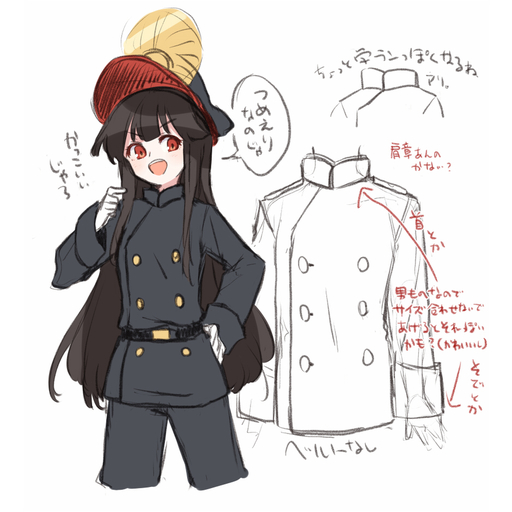 ちょっと学ランっぽくなるね
アリ。
つめえり
なのじゃ
かっこいい
じゃろ
肩章あんの
かない?
首とか
男ものなので
サイズ合わせないで
あげるとそれっぽい
かも?(かわいいし)
そでとか
ベルトなし